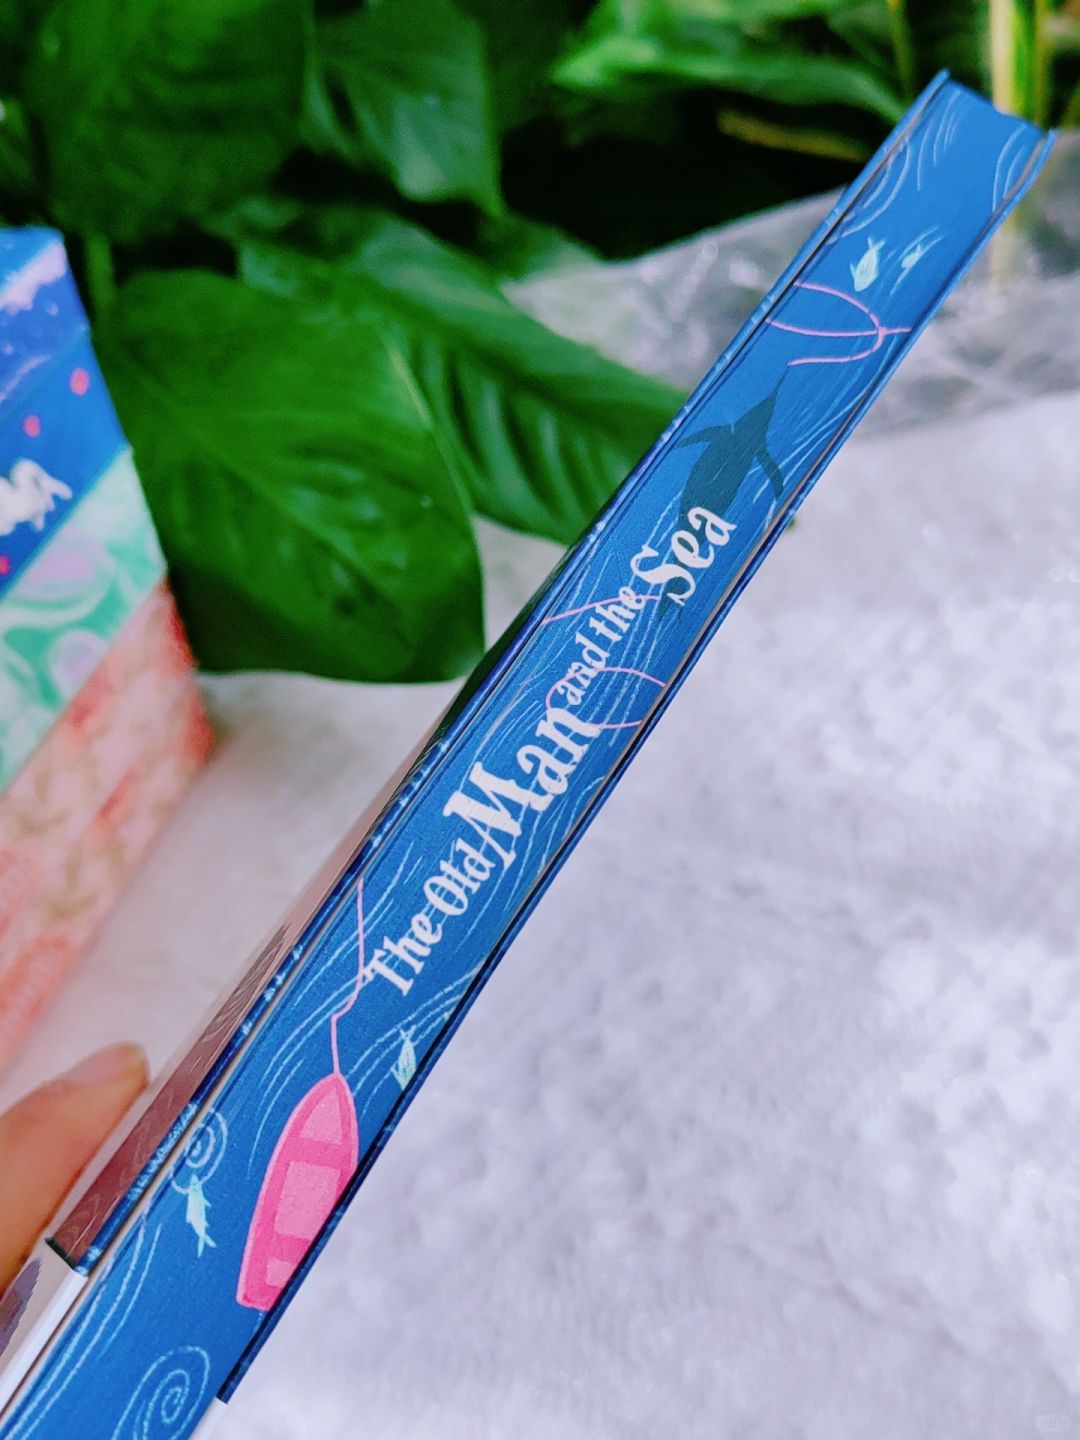 The Old Man and the Sea